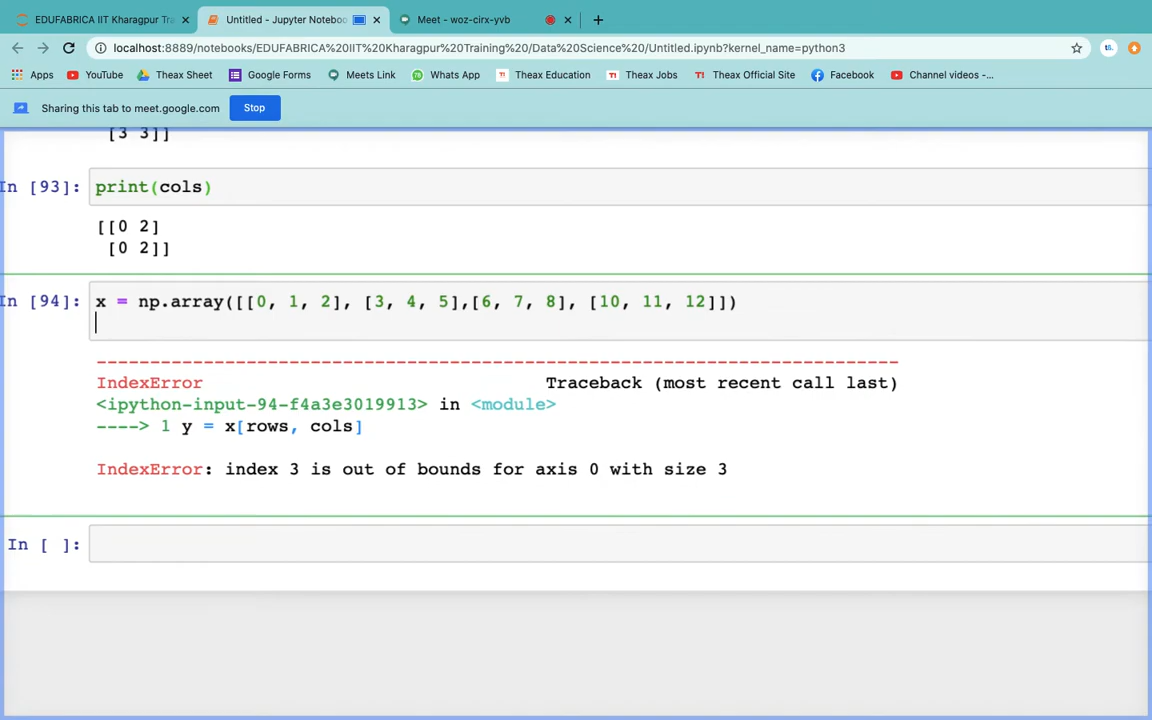 EDUFABRICA IIT Kharagpur Tra
Untitled - Jupyter Noteboo
Meet - woz-cirx-yvb
localhost:8889/notebooks/EDUFABRICA%20IIT%20Kharagpur%20Training%20/Data%20Science%20/Untitled.ipynb?kernel_name=python3
Apps YouTube Theax Sheet Google Forms Meets Link Whats App Theax Education Theax Jobs Theax Official Site Facebook Channel videos -...
Sharing this tab to meet.google.com Stop
[3 3]]
In [93]: print(cols)
[[0 2]
[0 2]]
In [94]: x = np.array([[0, 1, 2], [3, 4, 5],[6, 7, 8], [10, 11, 12]])
---------------------------------------------------------------------------
IndexError Traceback (most recent call last)
<ipython-input-94-f4a3e3019913> in <module>
----> 1 y = x[rows, cols]
IndexError: index 3 is out of bounds for axis 0 with size 3
In [ ]: